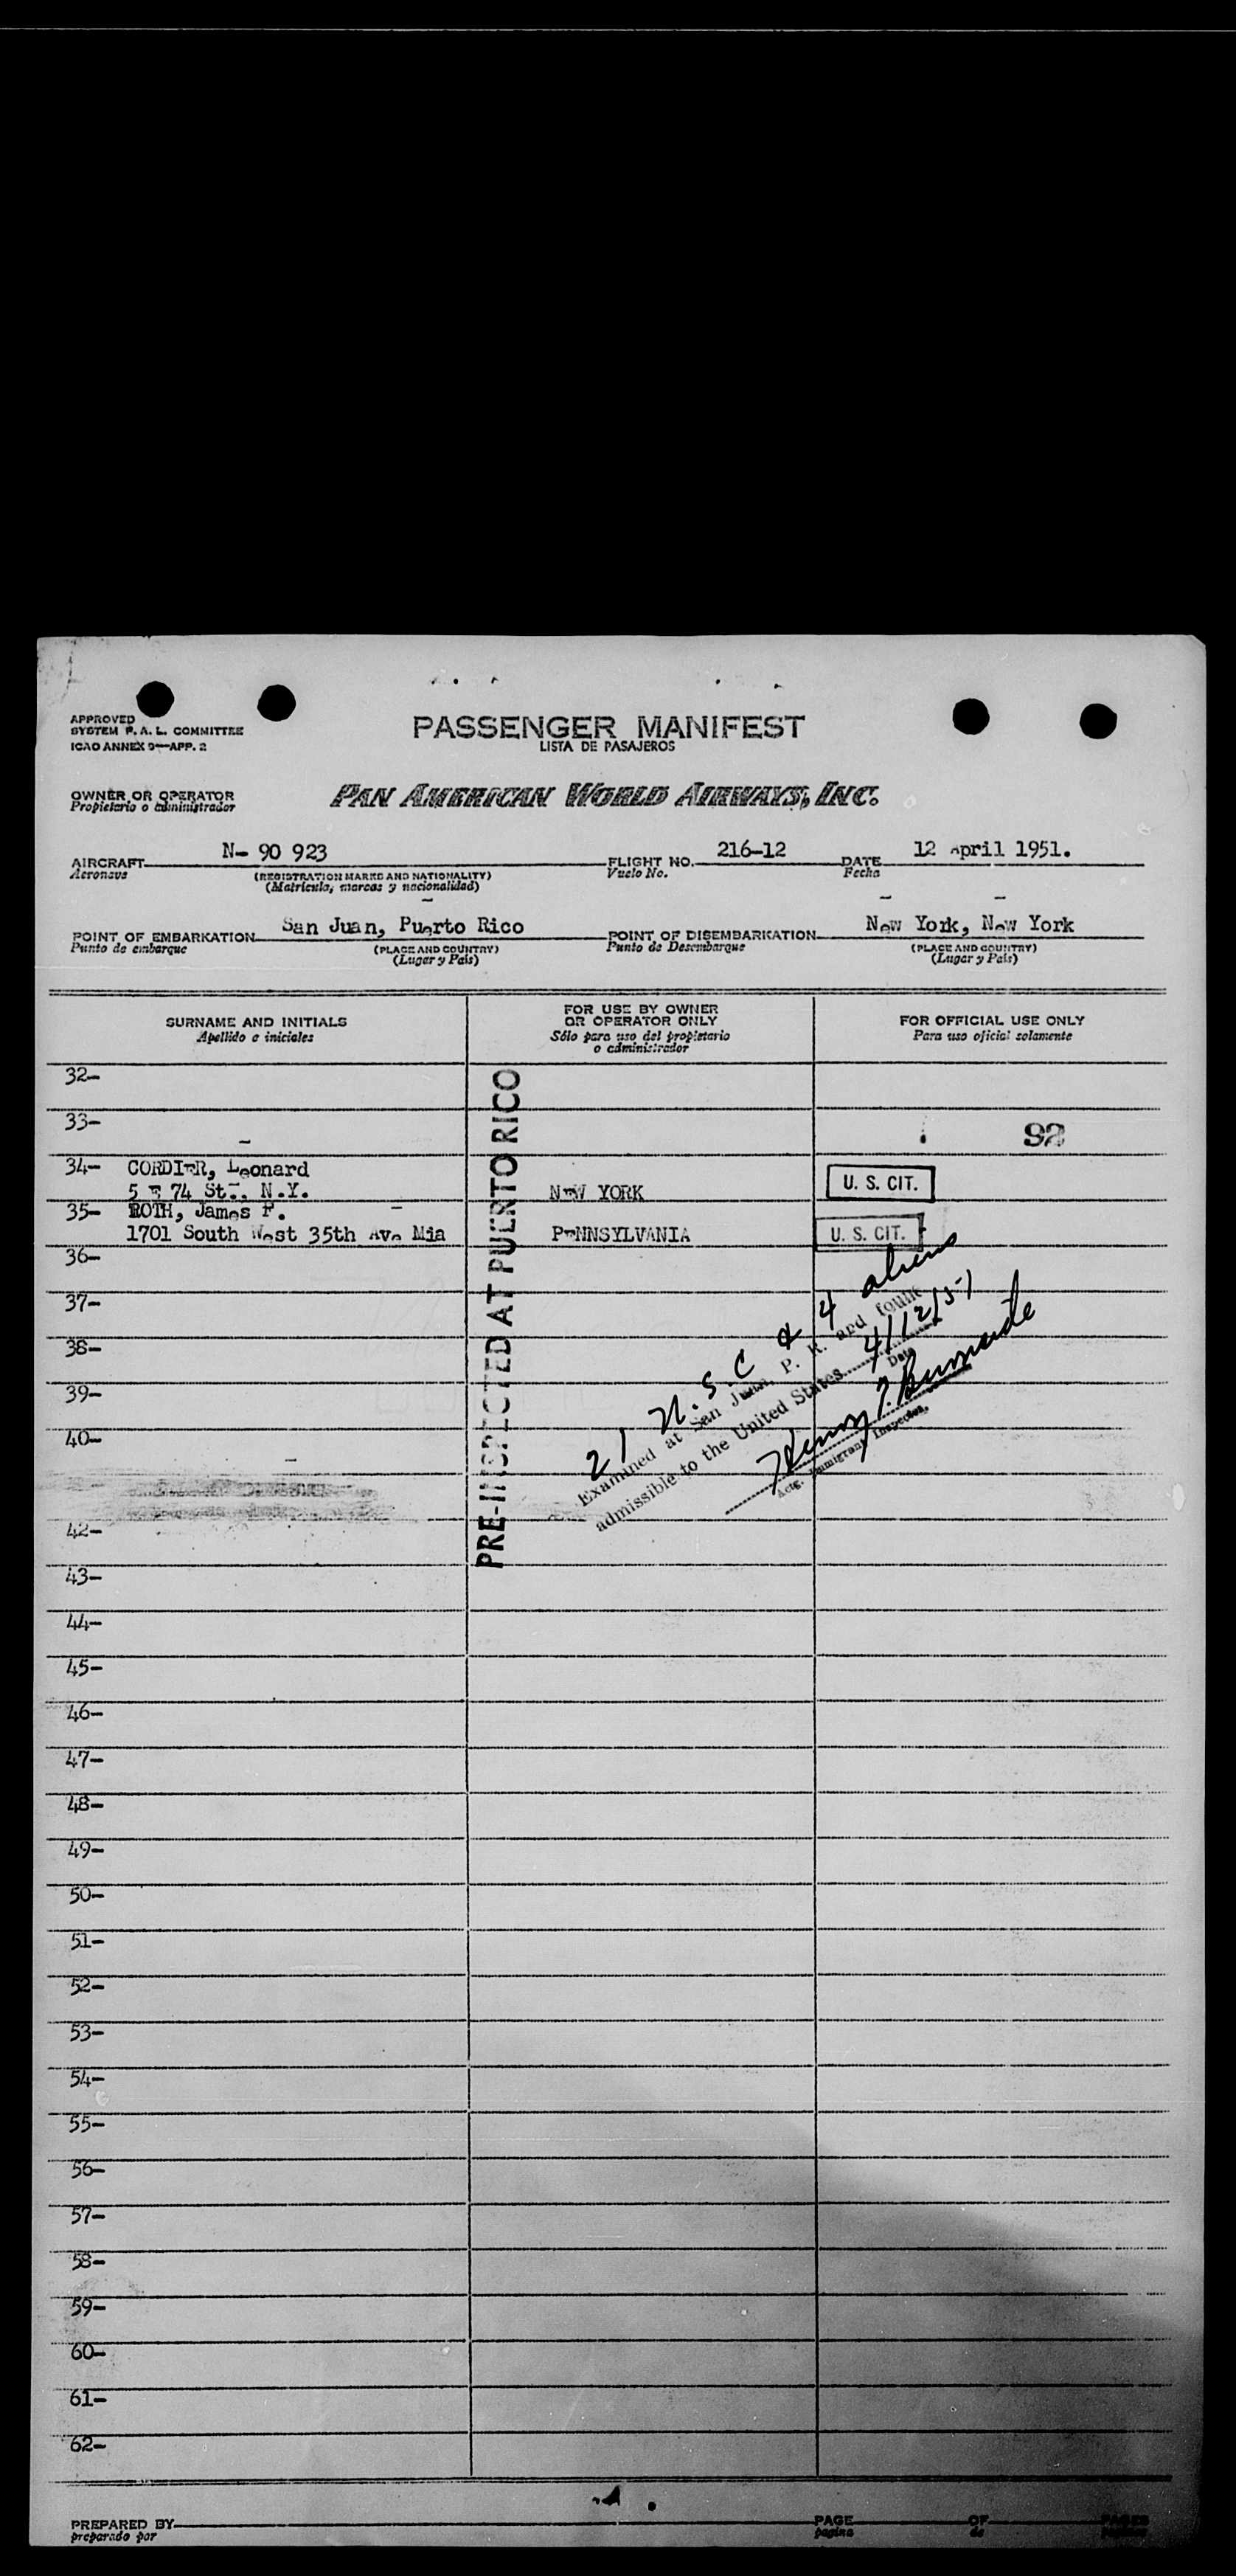 APPROVED
SYSTEM P. A. L. COMMITTEE
ICAO ANNEX 9—APP. 2
PASSENGER MANIFEST
LISTA DE PASAJEROS
OWNER OR OPERATOR
Propietario o administrador
PAN AMERICAN WORLD AIRWAYS, INC.
AIRCRAFT N- 90 923 FLIGHT NO. 216-12 DATE 12 April 1951.
Aeronave (REGISTRATION MARKS AND NATIONALITY) Vuelo No. Fecha
(Matrícula, marcas y nacionalidad)
POINT OF EMBARKATION San Juan, Puerto Rico POINT OF DISEMBARKATION New York, New York
Punto de embarque (PLACE AND COUNTRY) Punto de Desembarque (PLACE AND COUNTRY)
(Lugar y País) (Lugar y País)
SURNAME AND INITIALS FOR USE BY OWNER OR OPERATOR ONLY FOR OFFICIAL USE ONLY
Apellido e iniciales Sólo para uso del propietario o administrador Para uso oficial solamente
PRE-INSPECTED AT PUERTO RICO
32-
33- 92
34- CORDIER, Leonard
5 E 74 St., N.Y. NEW YORK U. S. CIT.
35- ROTH, James F.
1701 South West 35th Ave Mia PENNSYLVANIA U. S. CIT.
36-
37-
38-
39-
40-
21 U.S.C & 4 aliens
Examined at San Juan, P. R. and found
admissible to the United States 4/12/51
Date
Henry
Actg. Immigrant Inspector.
42-
43-
44-
45-
46-
47-
48-
49-
50-
51-
52-
53-
54-
55-
56-
57-
58-
59-
60-
61-
62-
PREPARED BY PAGE OF PAGES
preparado por pagina de